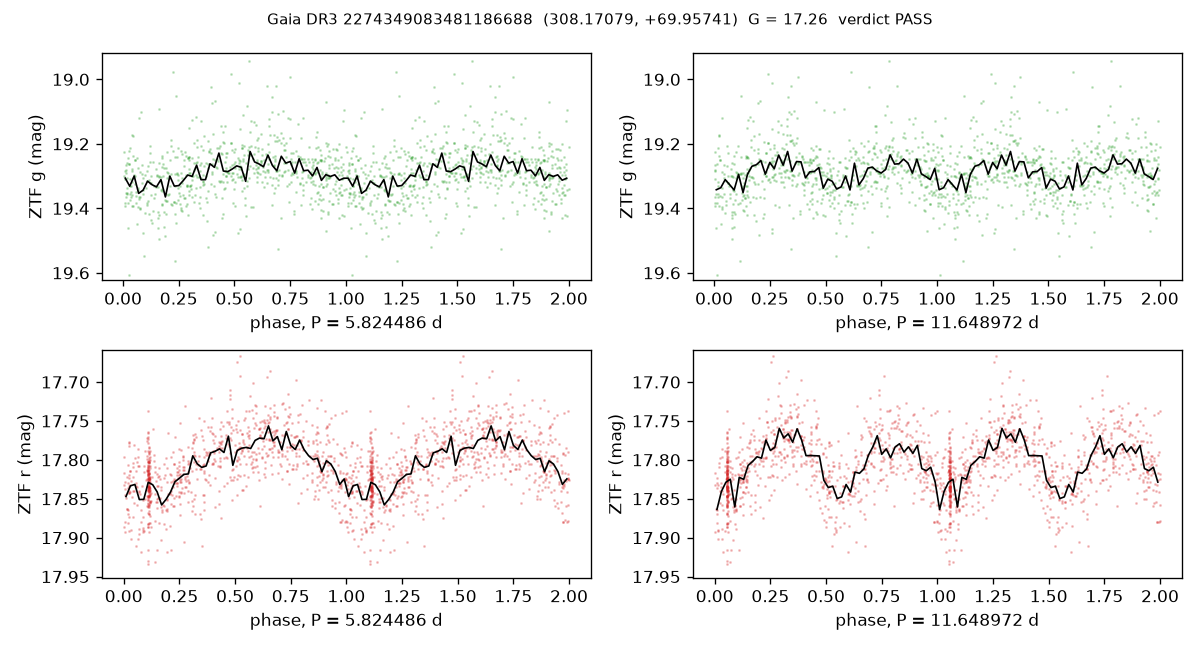 Gaia DR3 2274349083481186688 (308.17079, +69.95741) G = 17.26 verdict PASS
ZTF g (mag)
19.0
19.2
19.4
19.6
0.00 0.25 0.50 0.75 1.00 1.25 1.50 1.75 2.00
phase, P = 5.824486 d
ZTF g (mag)
19.0
19.2
19.4
19.6
0.00 0.25 0.50 0.75 1.00 1.25 1.50 1.75 2.00
phase, P = 11.648972 d
ZTF r (mag)
17.70
17.75
17.80
17.85
17.90
17.95
0.00 0.25 0.50 0.75 1.00 1.25 1.50 1.75 2.00
phase, P = 5.824486 d
ZTF r (mag)
17.70
17.75
17.80
17.85
17.90
17.95
0.00 0.25 0.50 0.75 1.00 1.25 1.50 1.75 2.00
phase, P = 11.648972 d